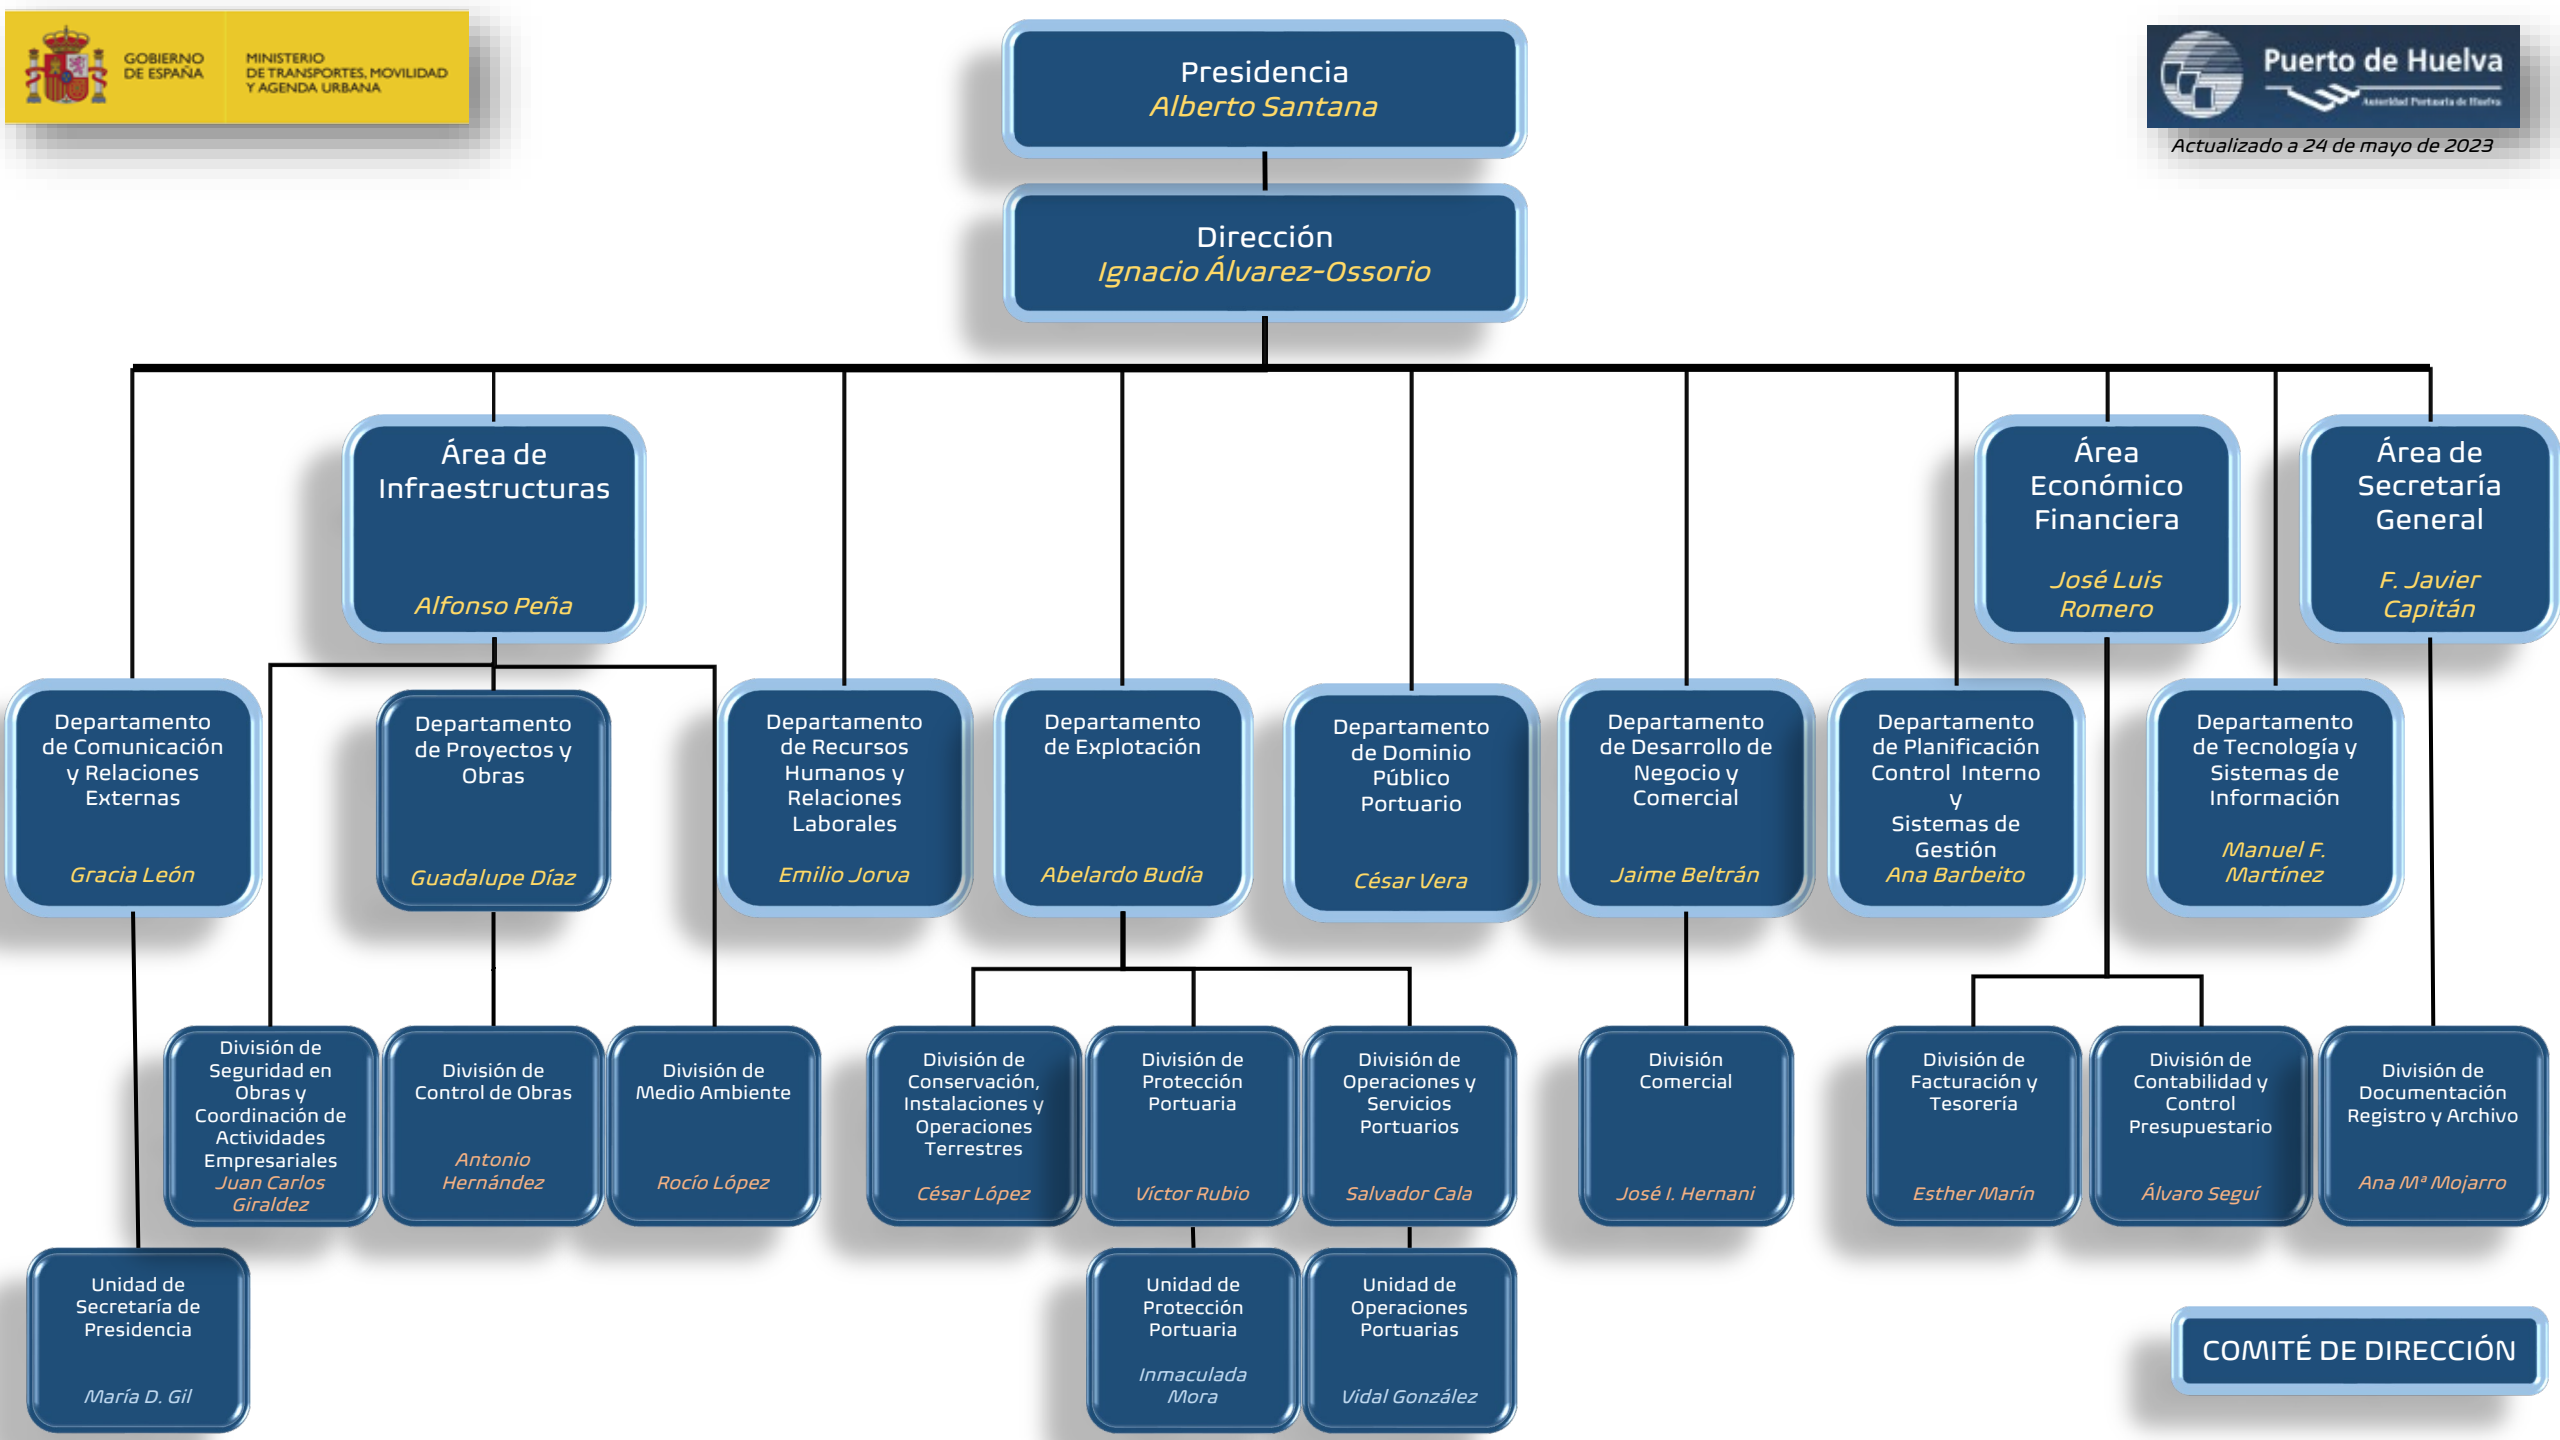 GOBIERNO
DE ESPAÑA
MINISTERIO
DE TRANSPORTES, MOVILIDAD
Y AGENDA URBANA
Presidencia
Alberto Santana
Puerto de Huelva
Autoridad Portuaria de Huelva
Actualizado a 24 de mayo de 2023
Dirección
Ignacio Álvarez-Ossorio
Área de
Infraestructuras
Alfonso Peña
Área
Económico
Financiera
José Luis
Romero
Área de
Secretaría
General
F. Javier
Capitán
Departamento
de Comunicación
y Relaciones
Externas
Gracia León
Departamento
de Proyectos y
Obras
Guadalupe Díaz
Departamento
de Recursos
Humanos y
Relaciones
Laborales
Emilio Jorva
Departamento
de Explotación
Abelardo Budía
Departamento
de Dominio
Público
Portuario
César Vera
Departamento
de Desarrollo de
Negocio y
Comercial
Jaime Beltrán
Departamento
de Planificación
Control Interno
y
Sistemas de
Gestión
Ana Barbeito
Departamento
de Tecnología y
Sistemas de
Información
Manuel F.
Martínez
División de
Seguridad en
Obras y
Coordinación de
Actividades
Empresariales
Juan Carlos
Giraldez
División de
Control de Obras
Antonio
Hernández
División de
Medio Ambiente
Rocío López
División de
Conservación,
Instalaciones y
Operaciones
Terrestres
César López
División de
Protección
Portuaria
Víctor Rubio
División de
Operaciones y
Servicios
Portuarios
Salvador Cala
División
Comercial
José I. Hernani
División de
Facturación y
Tesorería
Esther Marín
División de
Contabilidad y
Control
Presupuestario
Álvaro Seguí
División de
Documentación
Registro y Archivo
Ana Mª Mojarro
Unidad de
Secretaría de
Presidencia
María D. Gil
Unidad de
Protección
Portuaria
Inmaculada
Mora
Unidad de
Operaciones
Portuarias
Vidal González
COMITÉ DE DIRECCIÓN